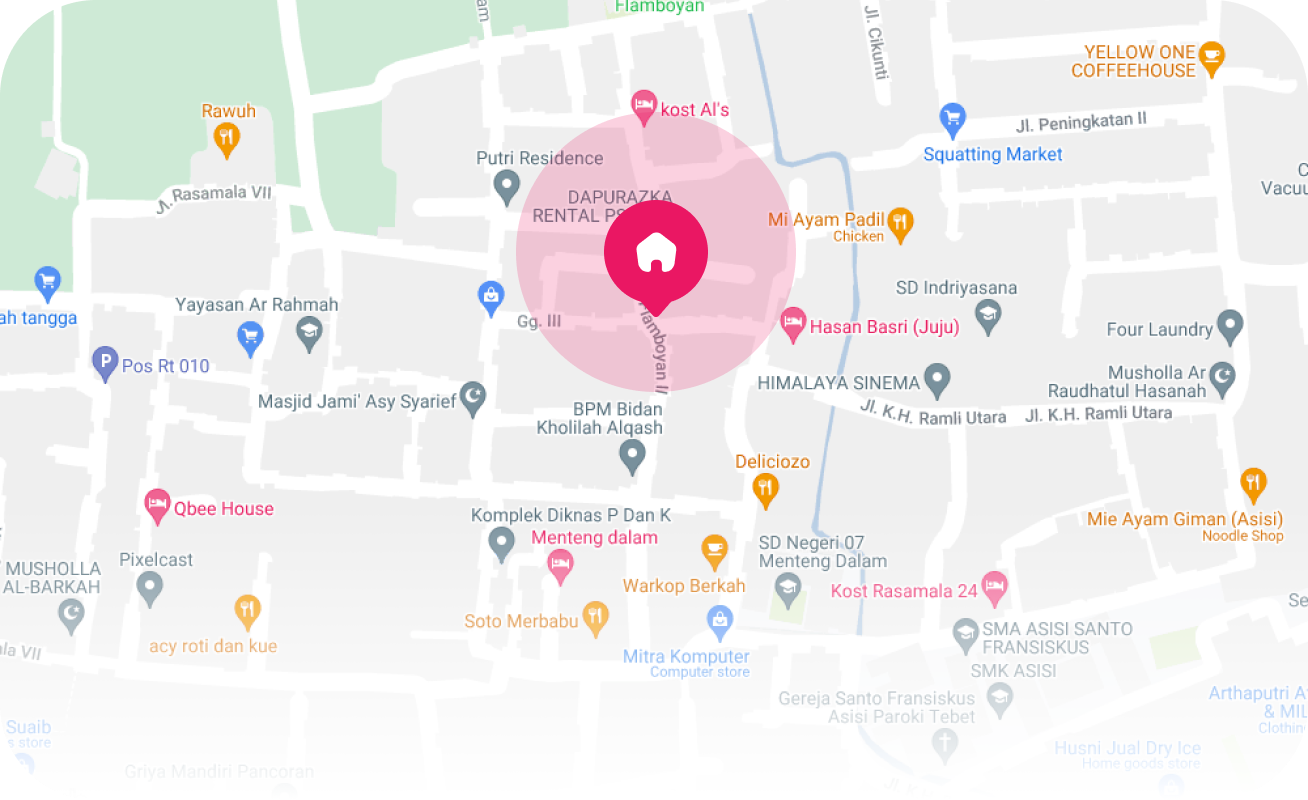 Flamboyan
Jl. Cikunti
YELLOW ONE
COFFEEHOUSE
Rawuh
kost Al's
Jl. Peningkatan II
Squatting Market
Putri Residence
Jl. Rasamala VII
DAPURAZKA
RENTAL PS
Mi Ayam Padil
Chicken
SD Indriyasana
ah tangga
Yayasan Ar Rahmah
Gg. III
Hasan Basri (Juju)
Four Laundry
Flamboyan II
P
Pos Rt 010
HIMALAYA SINEMA
Musholla Ar
Raudhatul Hasanah
Masjid Jami' Asy Syarief
BPM Bidan
Kholilah Alqash
Jl. K.H. Ramli Utara
Jl. K.H. Ramli Utara
Deliciozo
Qbee House
Komplek Diknas P Dan K
Menteng dalam
Mie Ayam Giman (Asisi)
Noodle Shop
SD Negeri 07
Menteng Dalam
MUSHOLLA
AL-BARKAH
Pixelcast
Warkop Berkah
Kost Rasamala 24
Soto Merbabu
acy roti dan kue
SMA ASISI SANTO
FRANSISKUS
ala VII
Mitra Komputer
Computer store
SMK ASISI
Gereja Santo Fransiskus
Asisi Paroki Tebet
Arthaputri A
& MIL
Clothin
Suaib
s store
Husni Jual Dry Ice
Home goods store
Griya Mandiri Pancoran